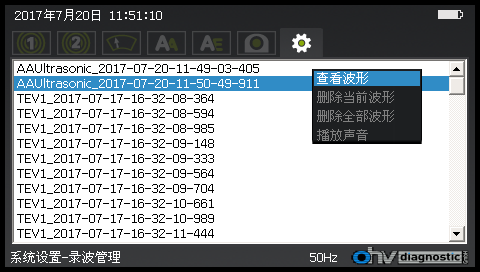 2017年7月20日 11:51:10
1 2 AA AE
AAUltrasonic_2017-07-20-11-49-03-405
AAUltrasonic_2017-07-20-11-50-49-911
TEV1_2017-07-17-16-32-08-364
TEV1_2017-07-17-16-32-08-594
TEV1_2017-07-17-16-32-08-985
TEV1_2017-07-17-16-32-09-148
TEV1_2017-07-17-16-32-09-333
TEV1_2017-07-17-16-32-09-564
TEV1_2017-07-17-16-32-09-704
TEV1_2017-07-17-16-32-10-661
TEV1_2017-07-17-16-32-10-989
TEV1_2017-07-17-16-32-11-444
查看波形
删除当前波形
删除全部波形
播放声音
系统设置-录波管理 50Hz ohv diagnostic